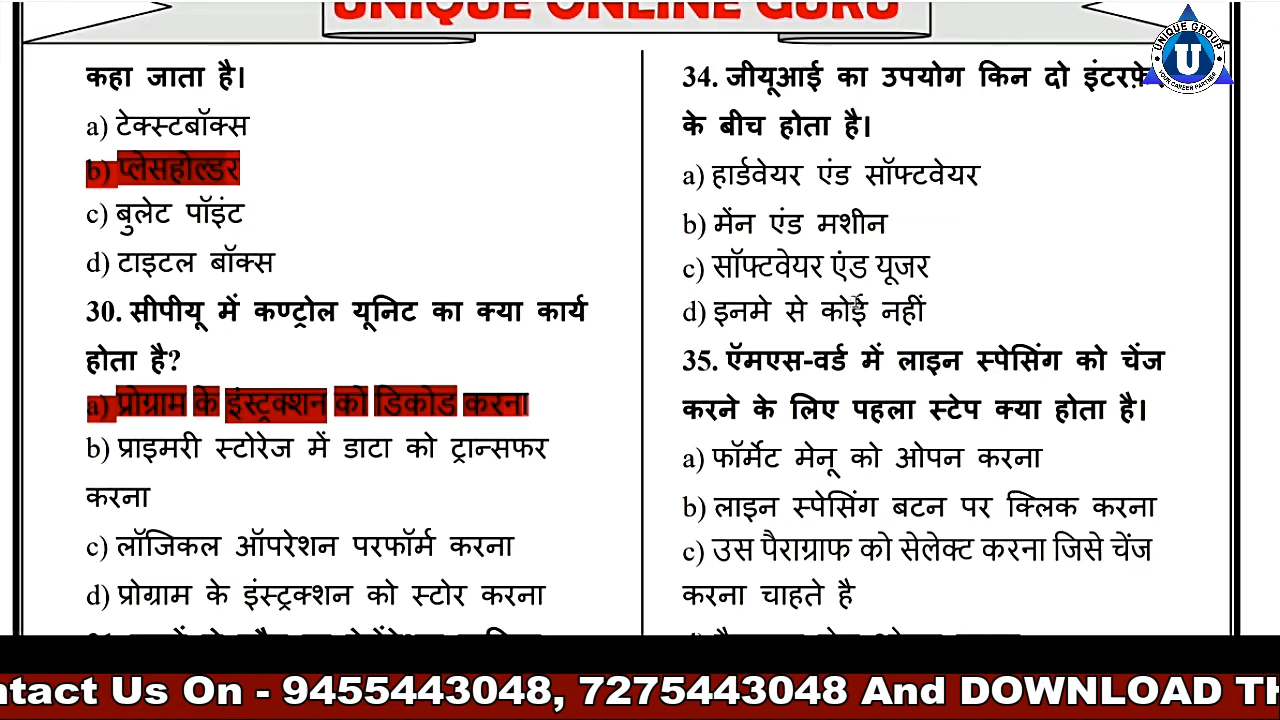 UNIQUE ONLINE GURU
UNIQUE GROUP
U
YOUR CAREER PARTNER
कहा जाता है।
a) टेक्स्टबॉक्स
b) प्लेसहोल्डर
c) बुलेट पॉइंट
d) टाइटल बॉक्स
30. सीपीयू में कण्ट्रोल यूनिट का क्या कार्य
होता है?
a) प्रोग्राम के इंस्ट्रक्शन को डिकोड करना
b) प्राइमरी स्टोरेज में डाटा को ट्रान्सफर
करना
c) लॉजिकल ऑपरेशन परफॉर्म करना
d) प्रोग्राम के इंस्ट्रक्शन को स्टोर करना
34. जीयूआई का उपयोग किन दो
के बीच होता है।
a) हार्डवेयर एंड सॉफ्टवेयर
b) मेंन एंड मशीन
c) सॉफ्टवेयर एंड यूजर
d) इनमे से कोई नहीं
35. ऍमएस-वर्ड में लाइन स्पेसिंग को चेंज
करने के लिए पहला स्टेप क्या होता है।
a) फॉर्मेट मेनू को ओपन करना
b) लाइन स्पेसिंग बटन पर क्लिक करना
c) उस पैराग्राफ को सेलेक्ट करना जिसे चेंज
करना चाहते है
ntact Us On - 9455443048, 7275443048 And DOWNLOAD TH